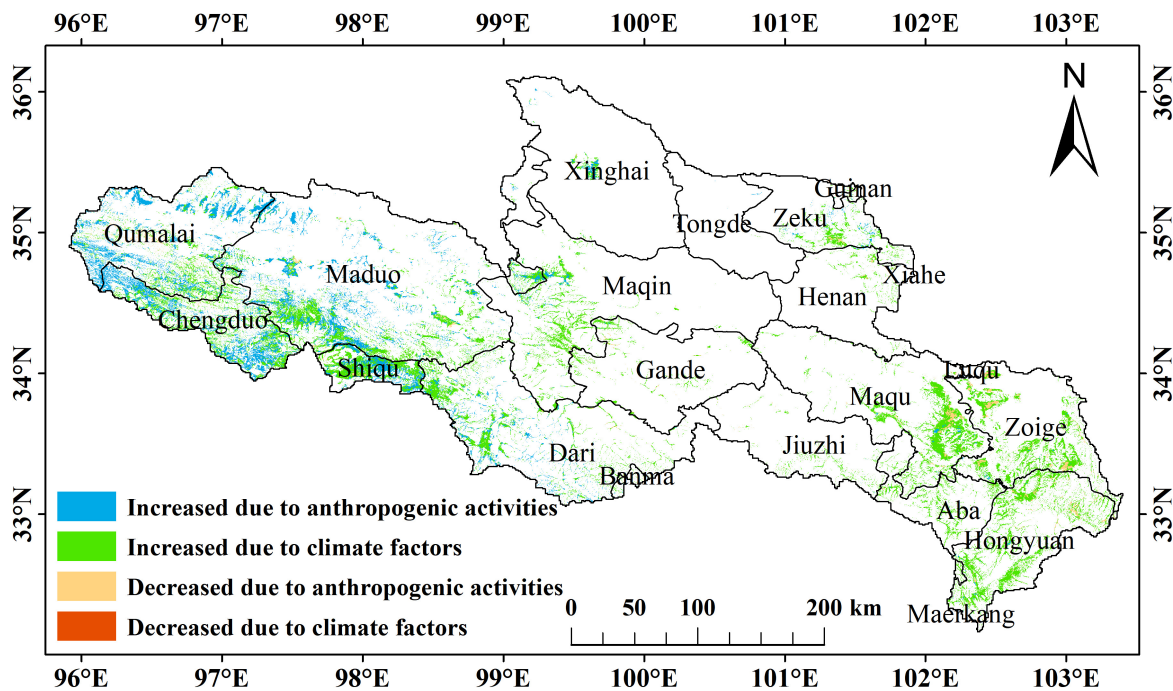 96°E 97°E 98°E 99°E 100°E 101°E 102°E 103°E
36°N 36°N
N
Xinghai
Guinan
Zeku
Tongde
35°N Qumalai 35°N
Maduo Maqin Henan Xiahe
Chengduo
34°N Shiqu Gande Luqu 34°N
Maqu
Zoige
Dari Jiuzhi
Banma
33°N Aba 33°N
Hongyuan
Maerkang
Increased due to anthropogenic activities
Increased due to climate factors
Decreased due to anthropogenic activities
Decreased due to climate factors
0 50 100 200 km
96°E 97°E 98°E 99°E 100°E 101°E 102°E 103°E